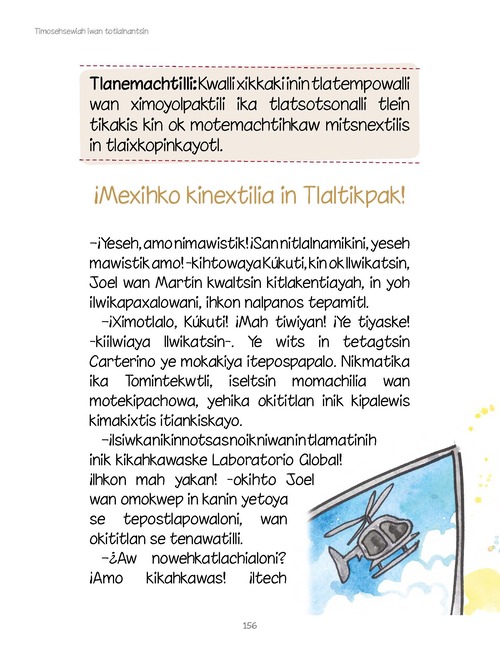 Timosehsewiah iwan totlalnantsin
Tlanemachtilli: Kwalli xikkaki inin tlatempowalli
wan ximoyolpaktili ika tlatsotsonalli tlein
tikakis kin ok motemachtihkaw mitsnextilis
in tlaixkopinkayotl.
¡Mexihko kinextilia in Tlaltikpak!
–¡Yeseh, amo nimawistik! ¡San nitlalnamikini, yeseh
mawistik amo! -kihtowaya Kúkuti, kin ok Ilwikatsin,
Joel wan Martín kwaltsin kitlakentiayah, in yoh
ilwikapaxalowani, ihkon nalpanos tepamitl.
–¡Ximotlalo, Kúkuti! ¡Mah tiwiyan! ¡Ye tiyaske!
-kiilwiaya Ilwikatsin-. Ye wits in tetagtsin
Carterino ye mokakiya itepospapalo. Nikmatika
ika Tomintekwtli, iseltsin momachilia wan
motekipachowa, yehika okititlan inik kipalewis
kimakixtis itiankiskayo.
–¡Isiwka nikinnotsas noikniwan in tlamatinih
inik kikahkawaske Laboratorio Global!
¡Ihkon mah yakan! -okihto Joel
wan omokwep in kanin yetoya
se tepostlapowaloni, wan
okititlan se tenawatilli.
–¿Aw nowehkatlachialoni?
¡Amo kikahkawas! ¡Itech
156